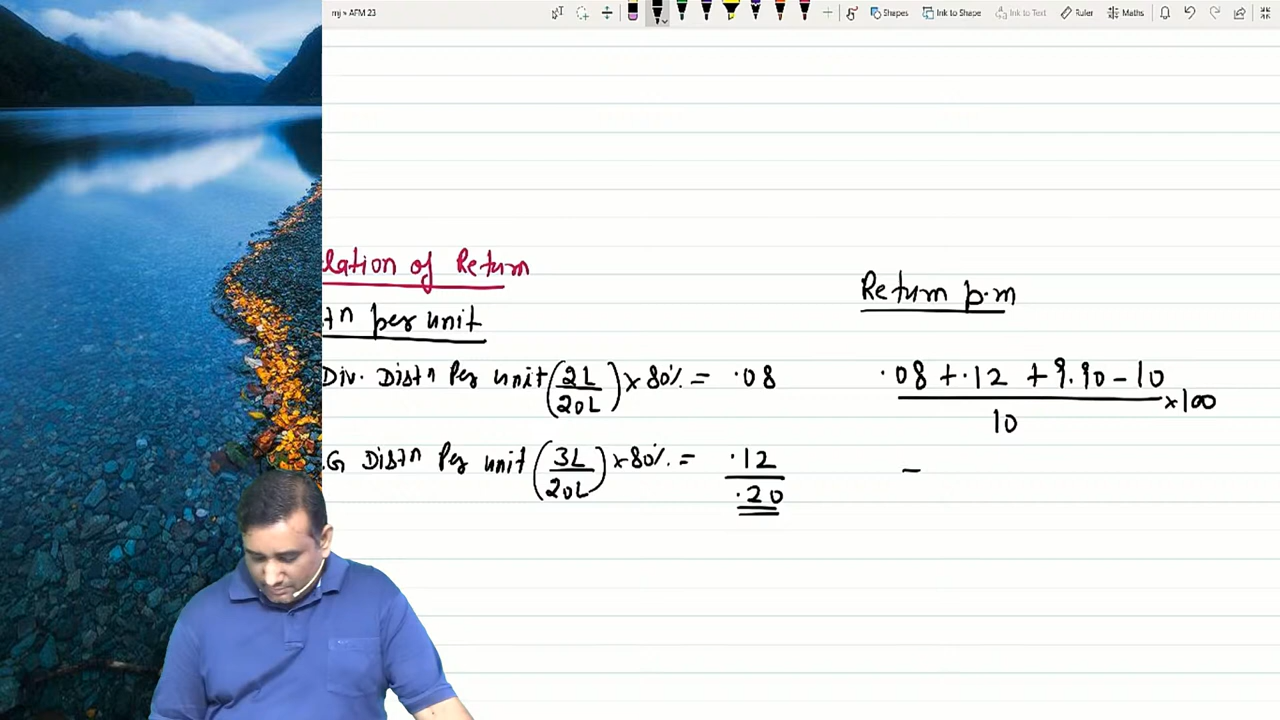 mj » AFM 23
Shapes Ink to Shape Ink to Text Ruler Maths
lation of Return
Return p.m
n per unit
Div. Distn Per unit (2L/20L) × 80% = .08
.08 + .12 + 9.90 - 10 / 10 × 100
.G Distn Per unit (3L/20L) × 80% = .12
.20